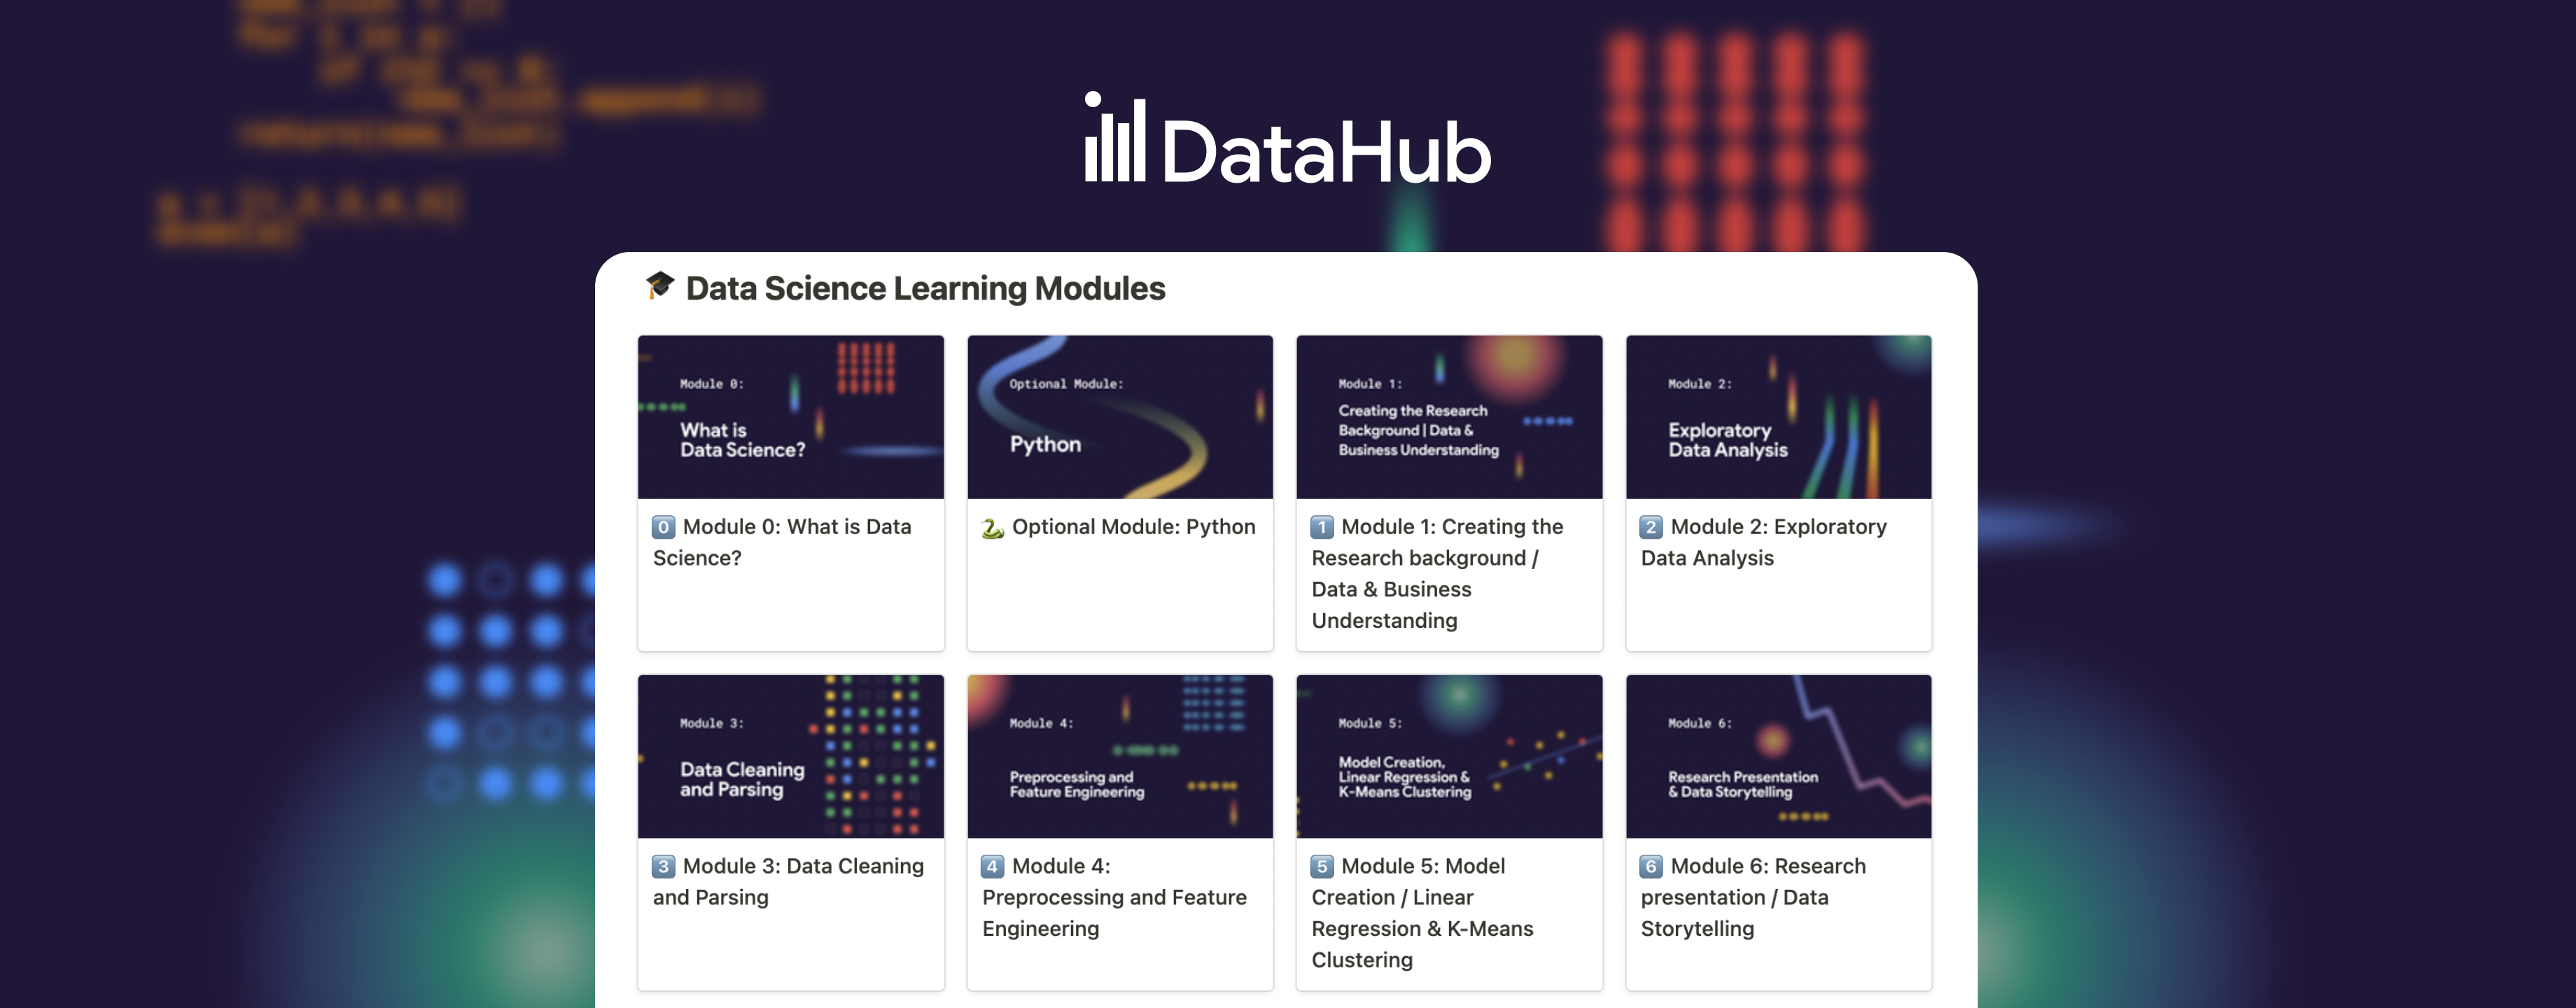 for i in a:
return(new_list)
DataHub
🎓 Data Science Learning Modules
Module 0:
What is
Data Science?
0 Module 0: What is Data
Science?
Optional Module:
Python
🐍 Optional Module: Python
Module 1:
Creating the Research
Background | Data &
Business Understanding
1 Module 1: Creating the
Research background /
Data & Business
Understanding
Module 2:
Exploratory
Data Analysis
2 Module 2: Exploratory
Data Analysis
Module 3:
Data Cleaning
and Parsing
3 Module 3: Data Cleaning
and Parsing
Module 4:
Preprocessing and
Feature Engineering
4 Module 4:
Preprocessing and Feature
Engineering
Module 5:
Model Creation,
Linear Regression &
K-Means Clustering
5 Module 5: Model
Creation / Linear
Regression & K-Means
Clustering
Module 6:
Research Presentation
& Data Storytelling
6 Module 6: Research
presentation / Data
Storytelling